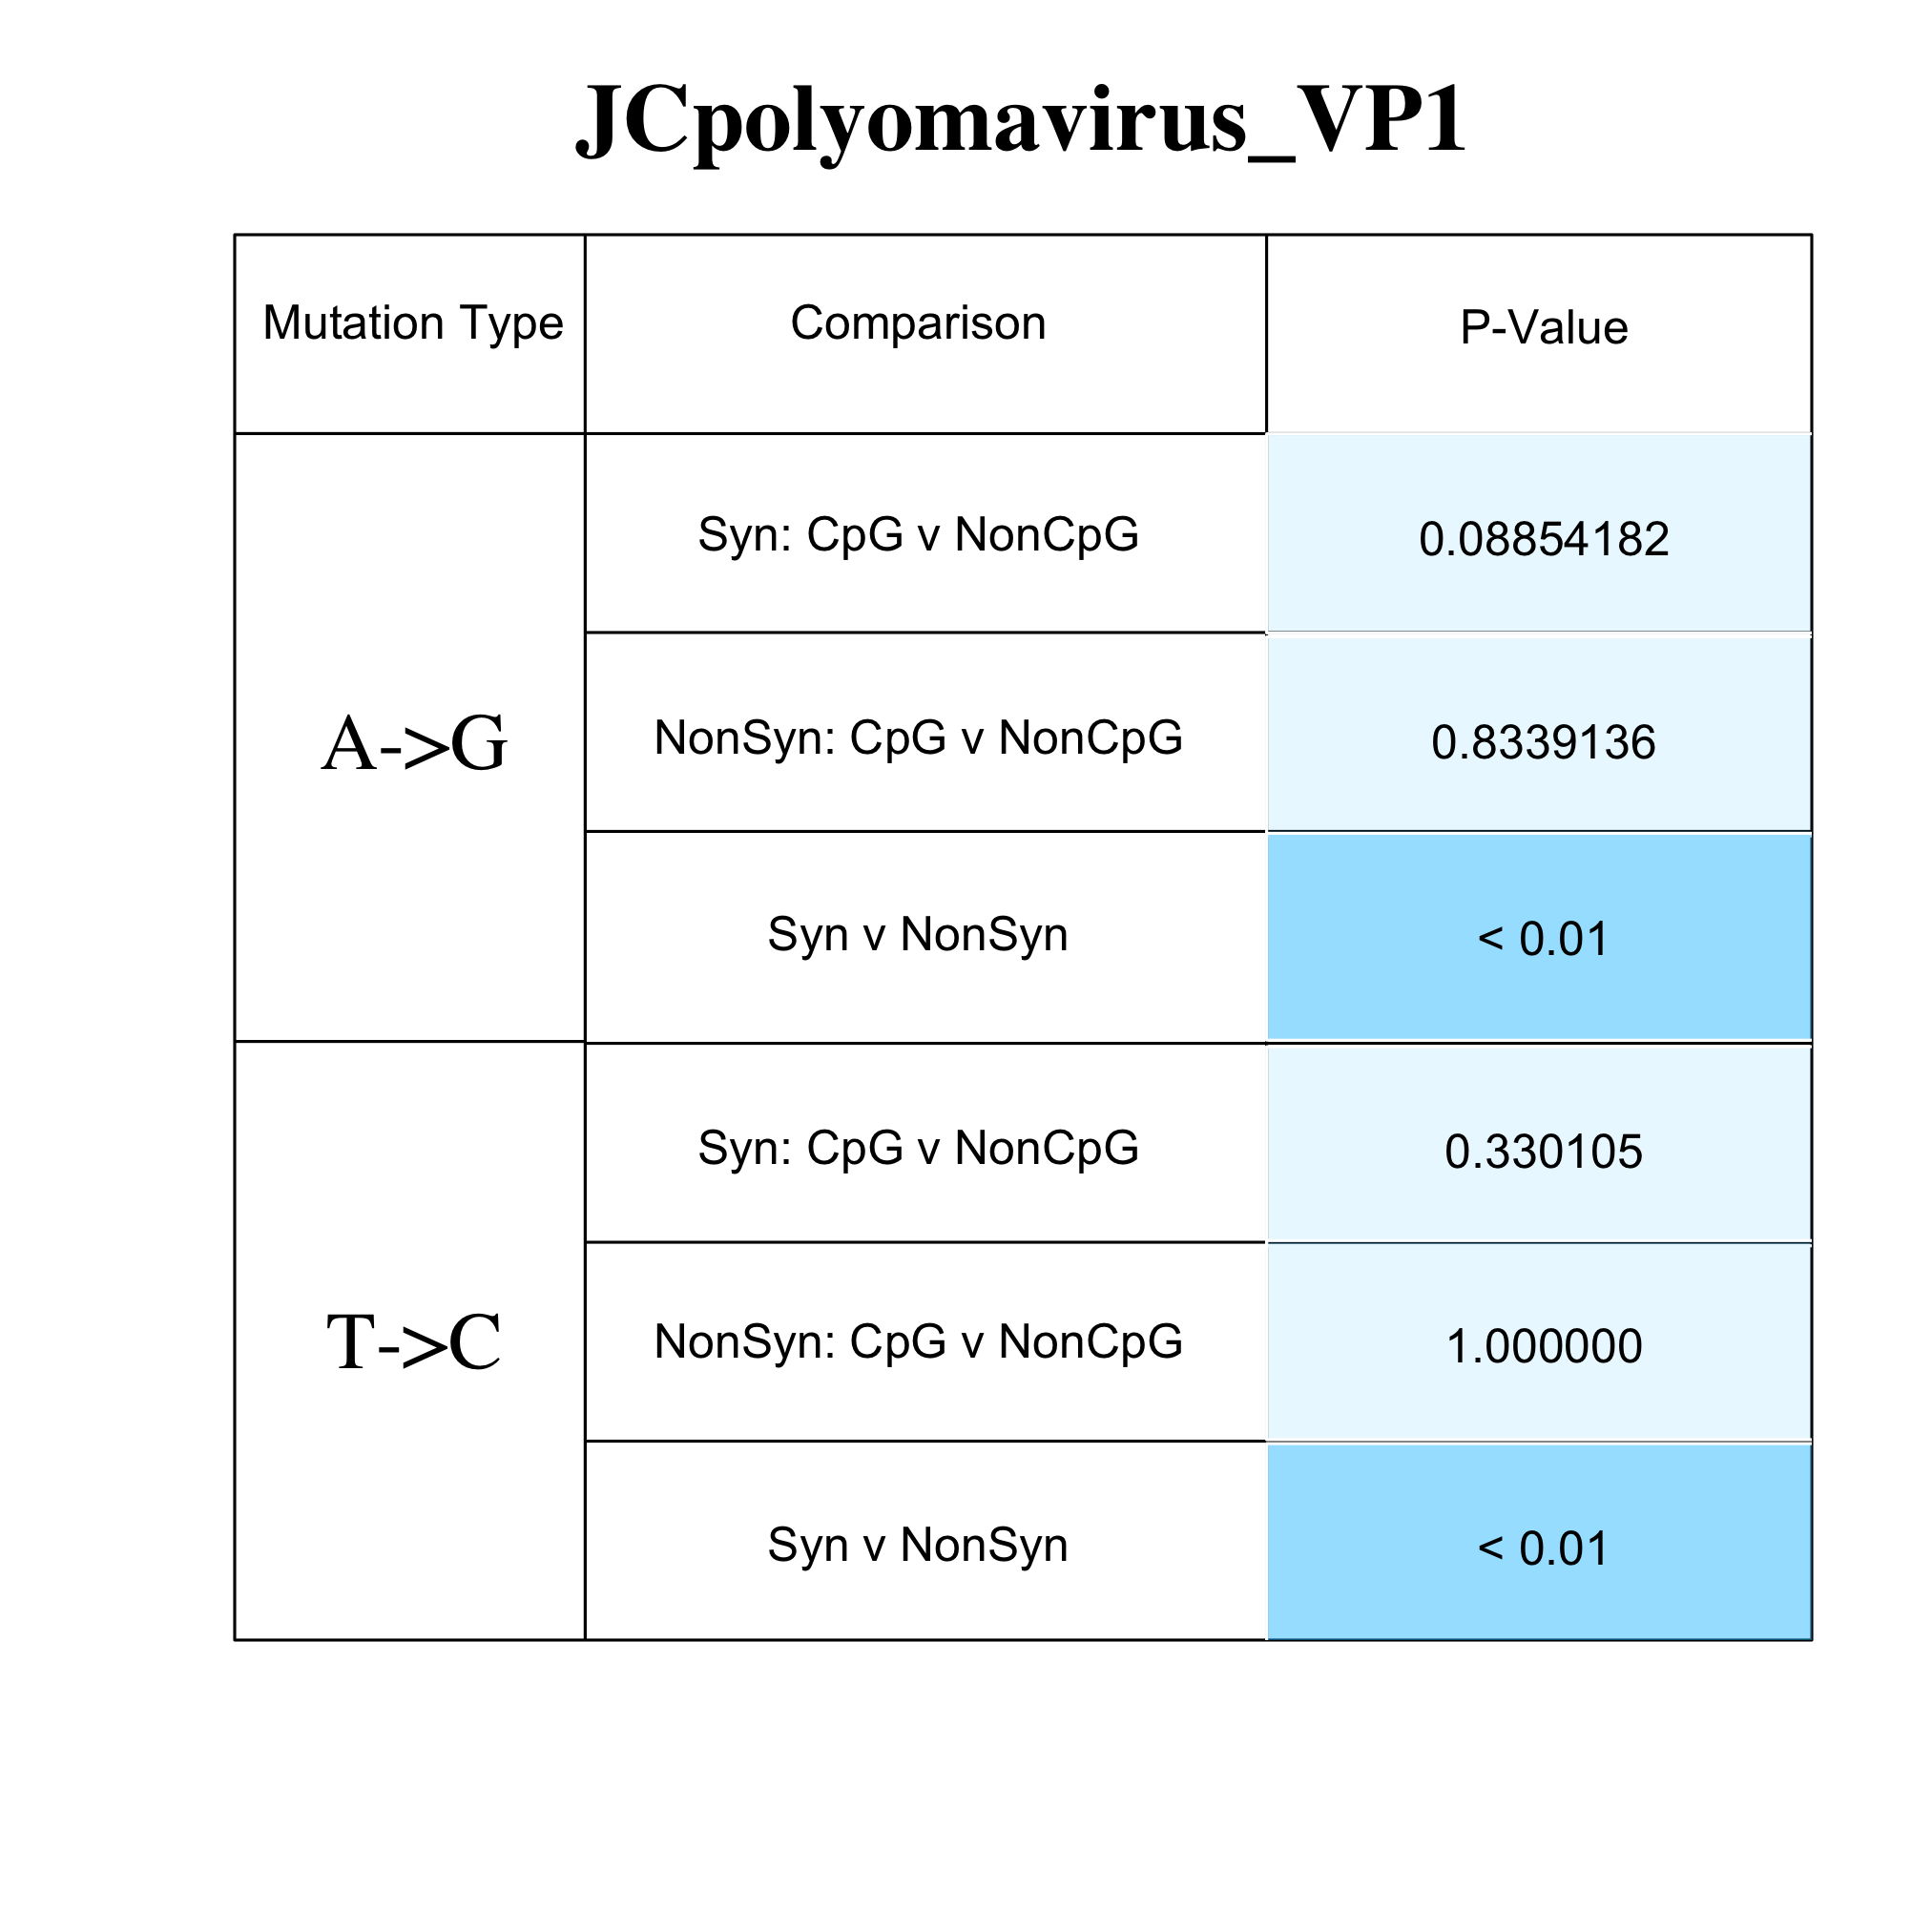 JCpolyomavirus_VP1
Mutation Type Comparison P-Value
A->G
Syn: CpG v NonCpG 0.08854182
NonSyn: CpG v NonCpG 0.8339136
Syn v NonSyn < 0.01
T->C
Syn: CpG v NonCpG 0.330105
NonSyn: CpG v NonCpG 1.000000
Syn v NonSyn < 0.01